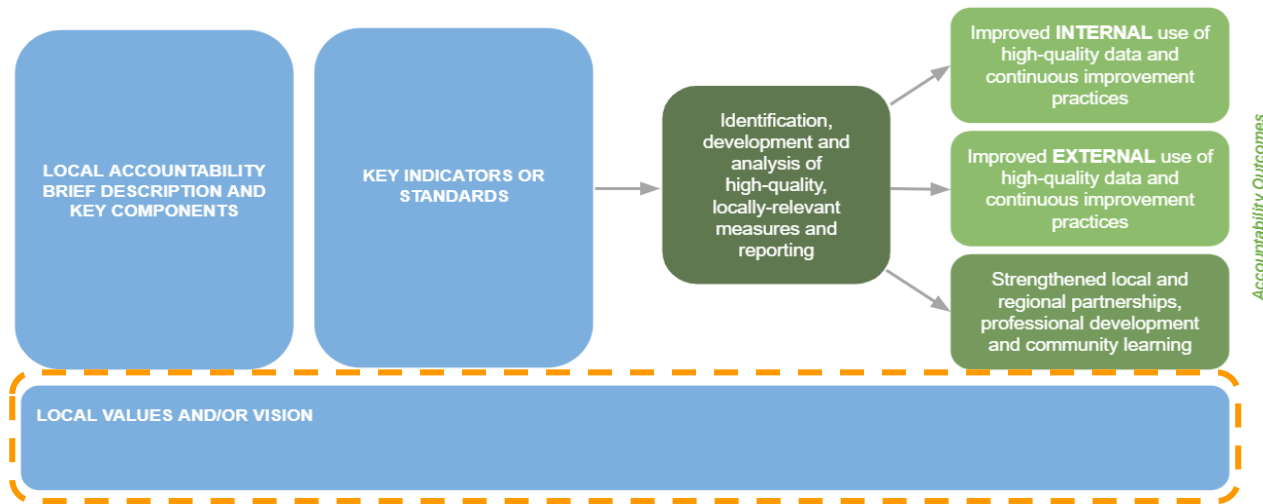 LOCAL ACCOUNTABILITY
BRIEF DESCRIPTION AND
KEY COMPONENTS
KEY INDICATORS OR
STANDARDS
Identification,
development and
analysis of
high-quality,
locally-relevant
measures and
reporting
Improved INTERNAL use of
high-quality data and
continuous improvement
practices
Improved EXTERNAL use of
high-quality data and
continuous improvement
practices
Strengthened local and
regional partnerships,
professional development
and community learning
Accountability Outcomes
LOCAL VALUES AND/OR VISION